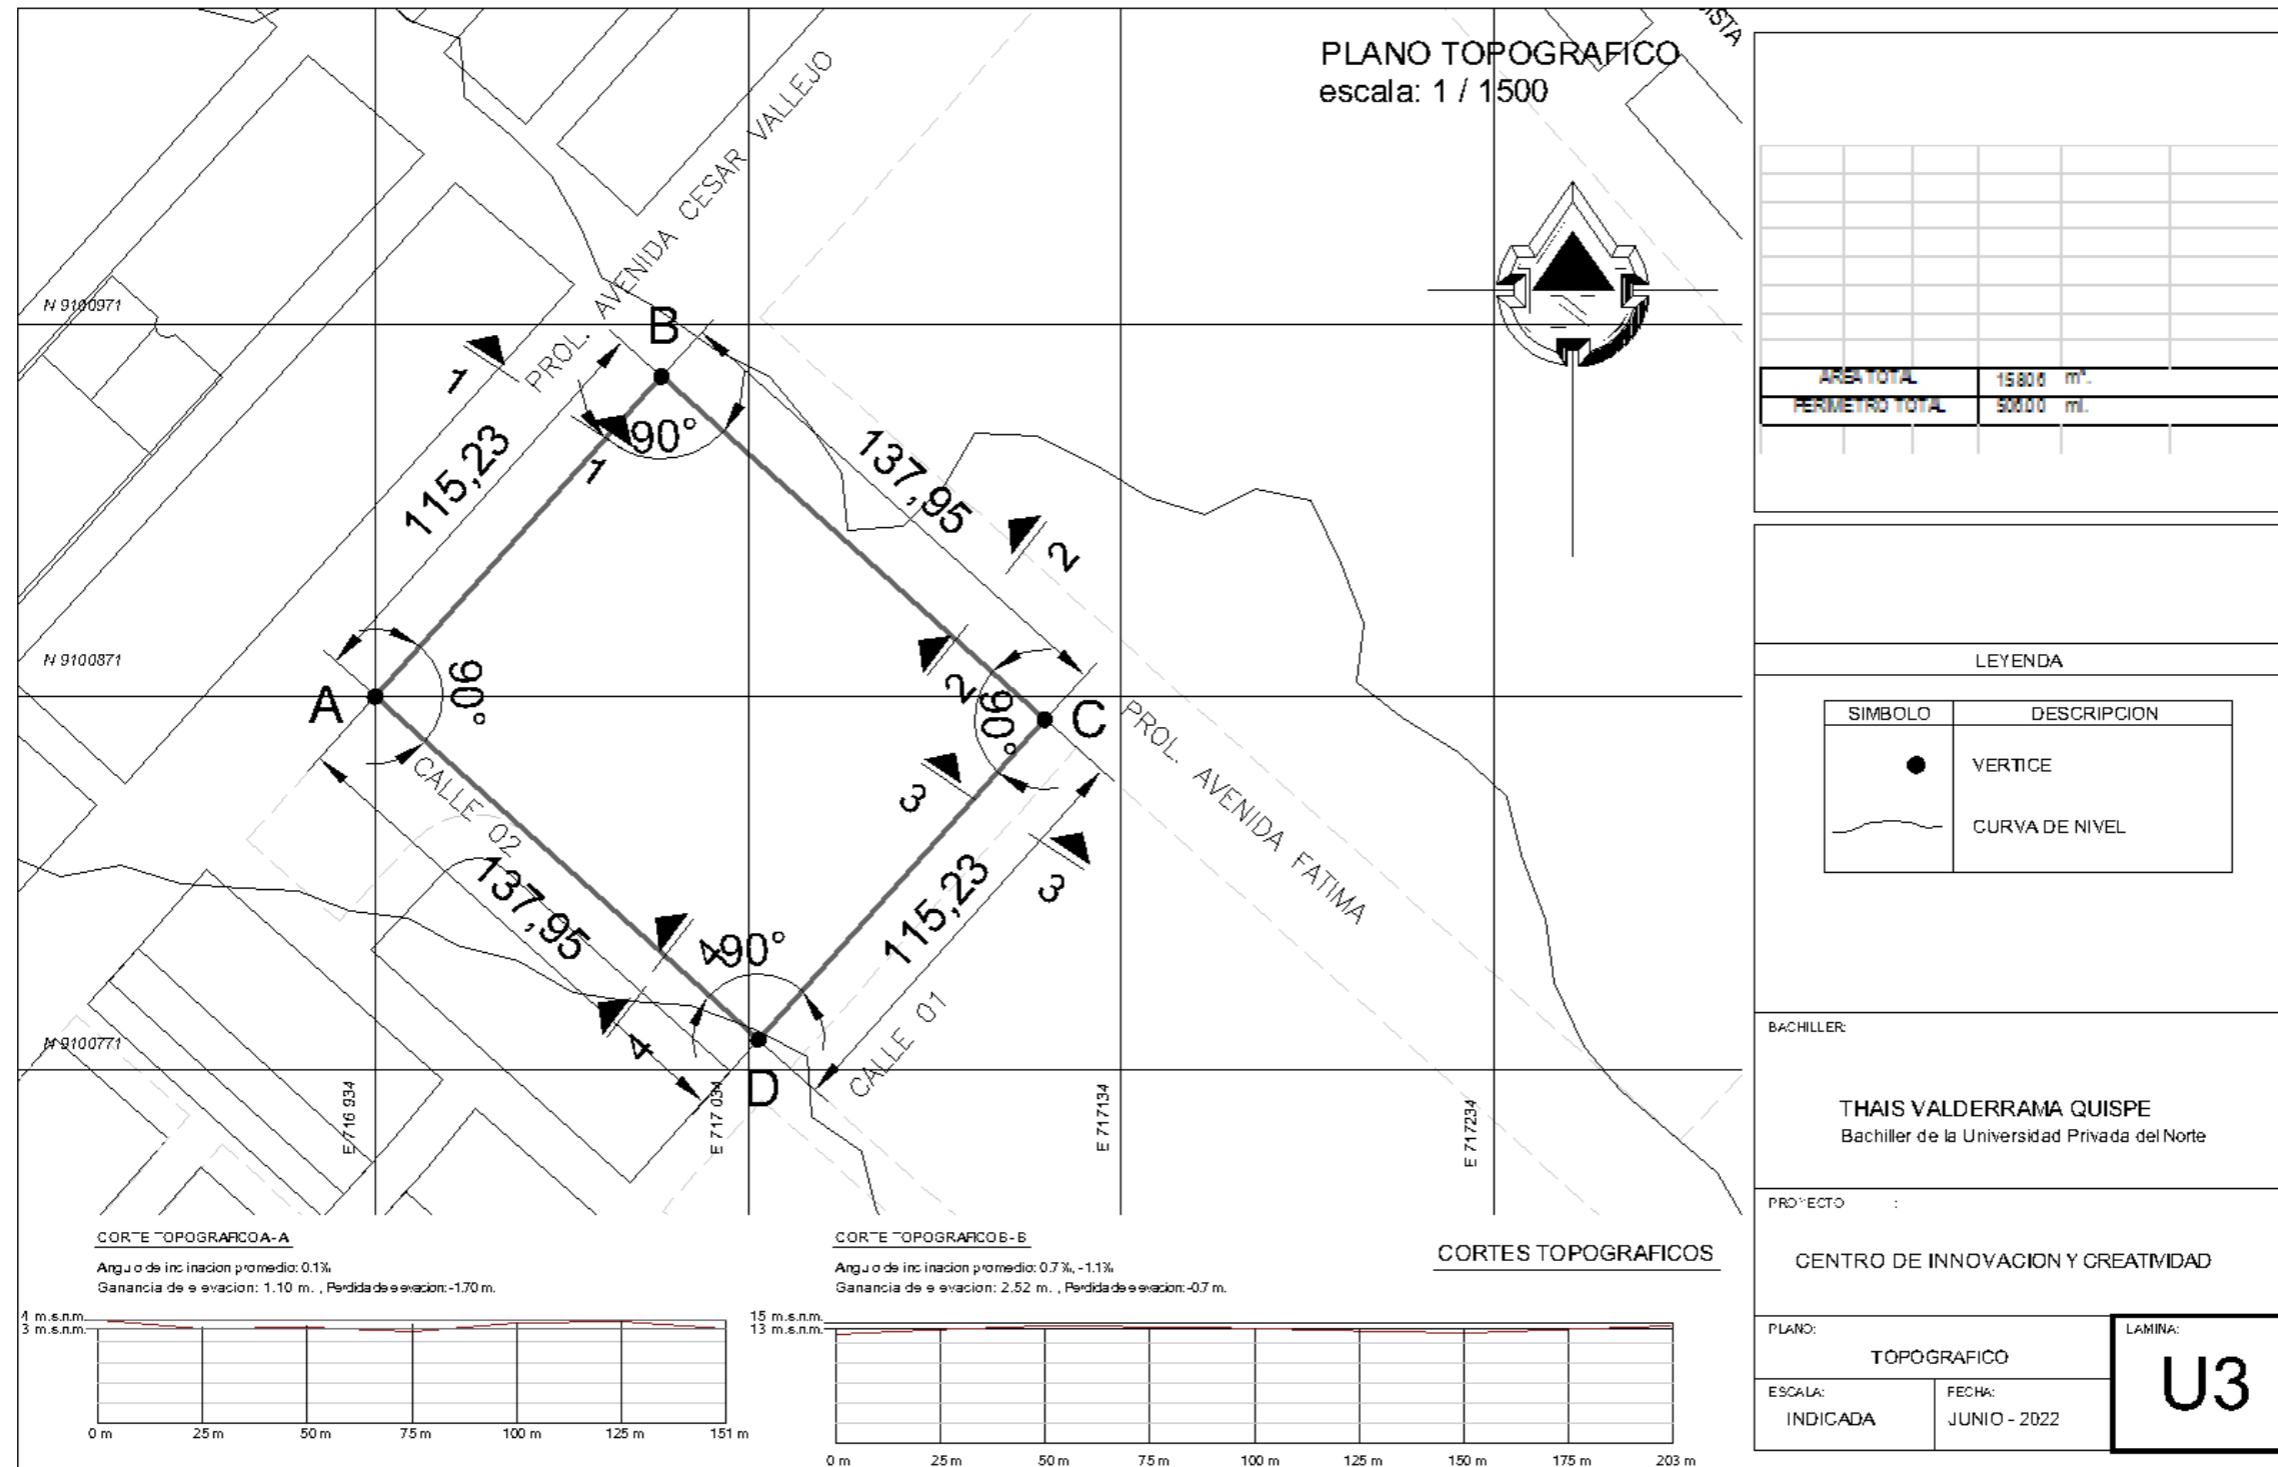 PLANO TOPOGRAFICO
escala: 1 / 1500
PROL. AVENIDA CESAR VALLEJO
N 9100971
B
1
90°
1
115,23
137,95
2
2
N 9100871
A
90°
90°
C
PROL. AVENIDA FATIMA
CALLE 02
137,95
3
3
115,23
4
90°
4
CALLE 01
D
N 9100771
E 716 934
E 717 034
E 717134
E 717234
AREA TOTAL 15806 m².
PERIMETRO TOTAL 506.00 ml.
LEYENDA
SIMBOLO DESCRIPCION
VERTICE
CURVA DE NIVEL
BACHILLER:
THAIS VALDERRAMA QUISPE
Bachiller de la Universidad Privada del Norte
PROYECTO :
CENTRO DE INNOVACION Y CREATIVIDAD
PLANO:
TOPOGRAFICO
LAMINA:
U3
ESCALA:
INDICADA
FECHA:
JUNIO - 2022
CORTE TOPOGRAFICO A-A
Angulo de inclinacion promedio: 0.1%
Ganancia de elevacion: 1.10 m. , Perdida de elevacion: -1.70 m.
4 m.s.n.m.
3 m.s.n.m.
0 m 25 m 50 m 75 m 100 m 125 m 151 m
CORTE TOPOGRAFICO B-B
Angulo de inclinacion promedio: 0.7%, -1.1%
Ganancia de elevacion: 2.52 m. , Perdida de elevacion: -0.7 m.
CORTES TOPOGRAFICOS
15 m.s.n.m.
13 m.s.n.m.
0 m 25 m 50 m 75 m 100 m 125 m 150 m 175 m 203 m